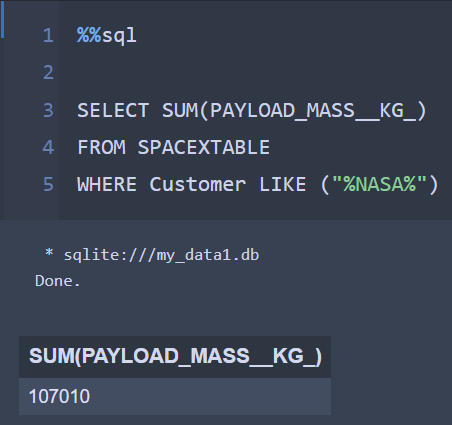 1 %%sql
2
3 SELECT SUM(PAYLOAD_MASS__KG_)
4 FROM SPACEXTABLE
5 WHERE Customer LIKE ("%NASA%")
* sqlite:///my_data1.db
Done.
SUM(PAYLOAD_MASS__KG_)
107010